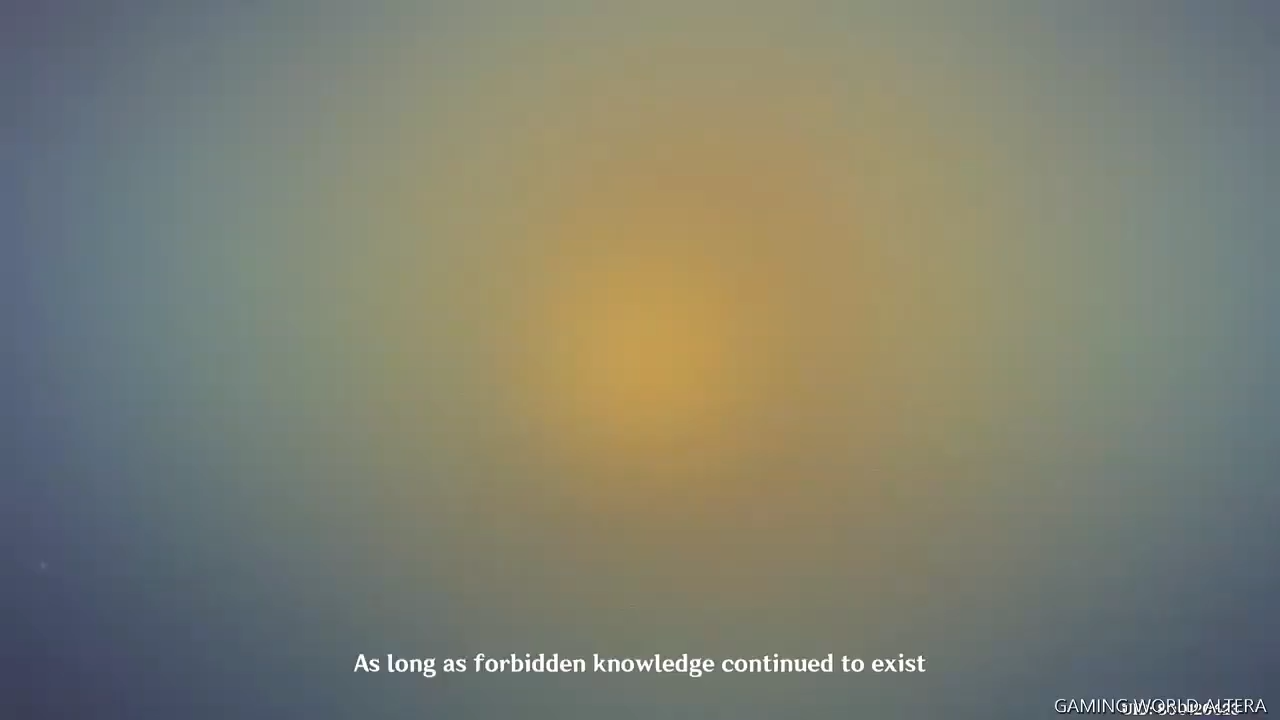 As long as forbidden knowledge continued to exist
GAMING WORLD ALTERA